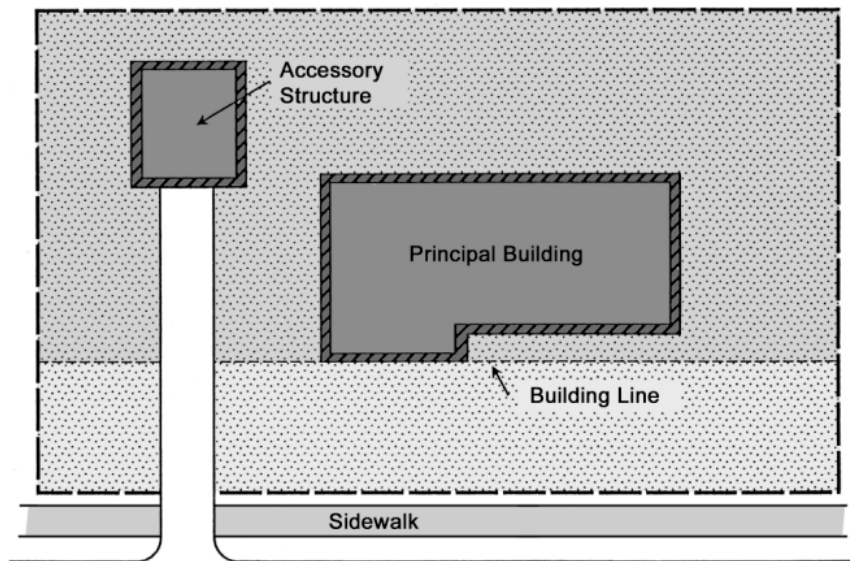 Accessory
Structure
Principal Building
Building Line
Sidewalk